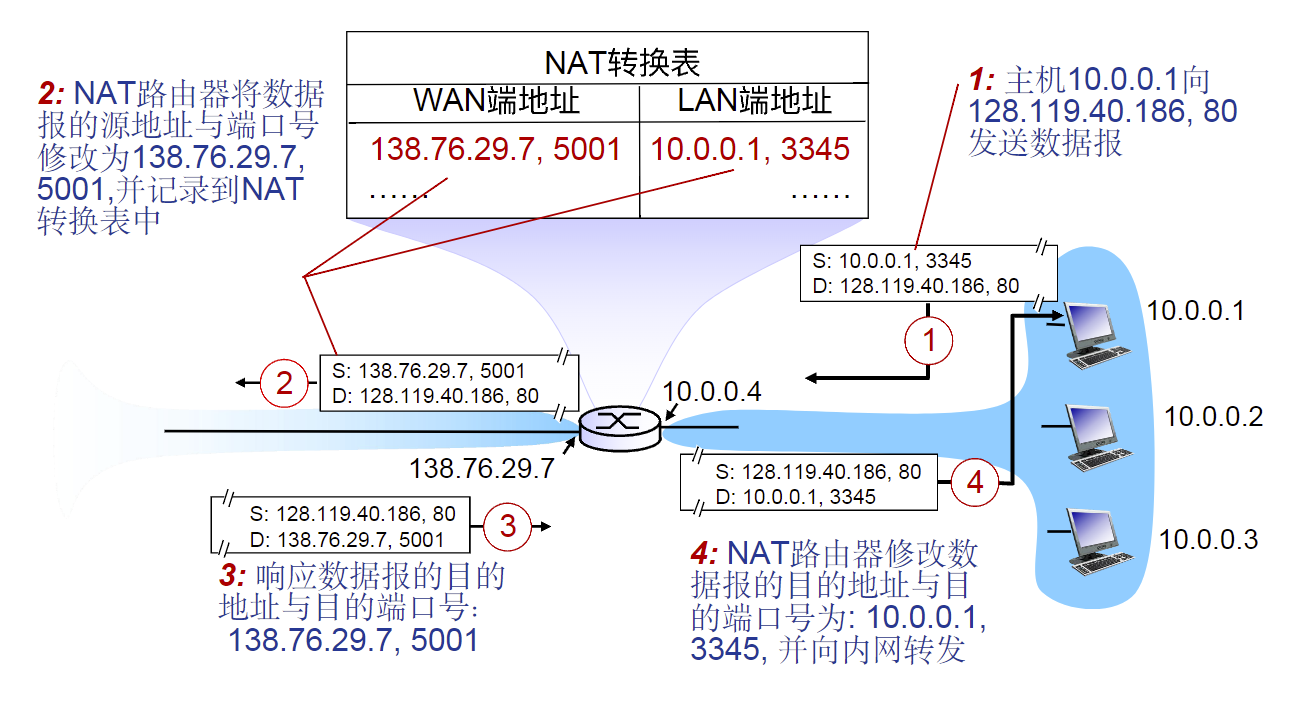 NAT转换表
WAN端地址 LAN端地址
138.76.29.7, 5001 10.0.0.1, 3345
…… ……
2: NAT路由器将数据
报的源地址与端口号
修改为138.76.29.7,
5001,并记录到NAT
转换表中
1: 主机10.0.0.1向
128.119.40.186, 80
发送数据报
S: 10.0.0.1, 3345
D: 128.119.40.186, 80
1
10.0.0.1
S: 138.76.29.7, 5001
D: 128.119.40.186, 80
2
10.0.0.4
10.0.0.2
138.76.29.7
S: 128.119.40.186, 80
D: 10.0.0.1, 3345
4
S: 128.119.40.186, 80
D: 138.76.29.7, 5001
3
10.0.0.3
3: 响应数据报的目的
地址与目的端口号:
138.76.29.7, 5001
4: NAT路由器修改数
据报的目的地址与目
的端口号为: 10.0.0.1,
3345, 并向内网转发